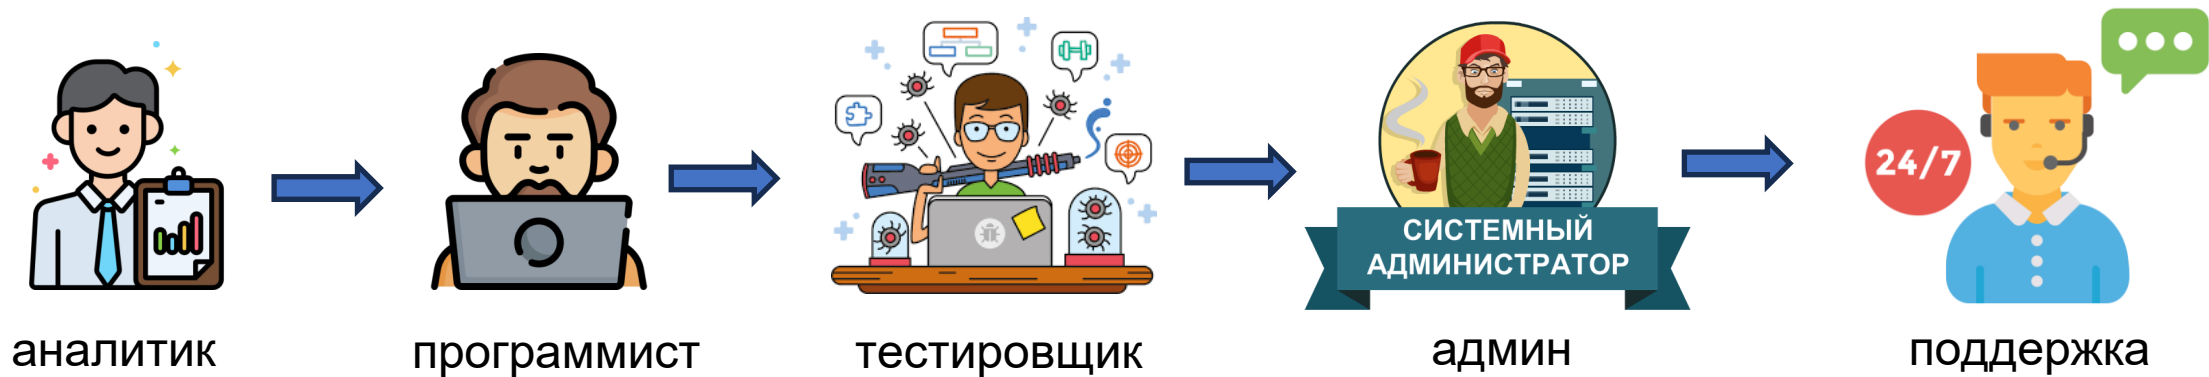 24/7
СИСТЕМНЫЙ
АДМИНИСТРАТОР
аналитик
программист
тестировщик
админ
поддержка